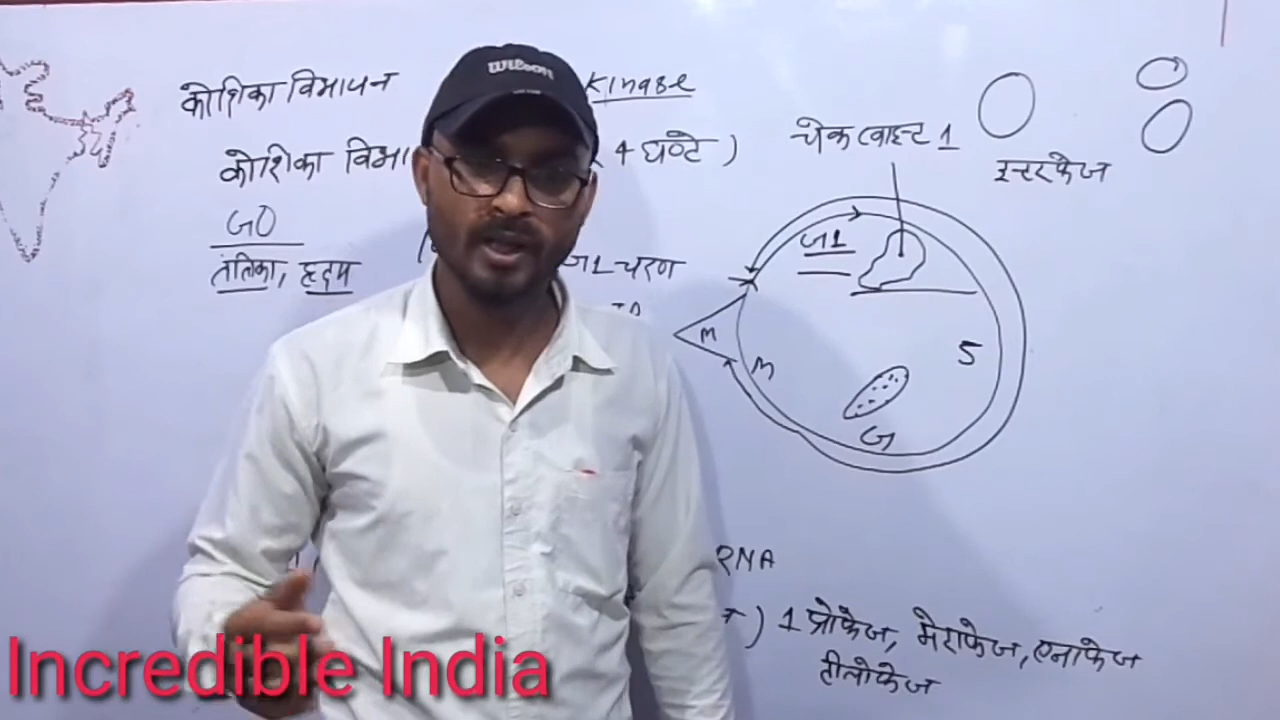 wilson
कोशिका विभाजन
kinase
कोशिका विभा
4 घण्टे )
G0
तंत्रिका, हृदय
G1 चरण
चेक प्वाइन्ट 1
इन्टरफेज
G1
S
M
M
G
RNA
) 1 प्रोफेज, मेटाफेज, एनाफेज
टीलोफेज
Incredible India